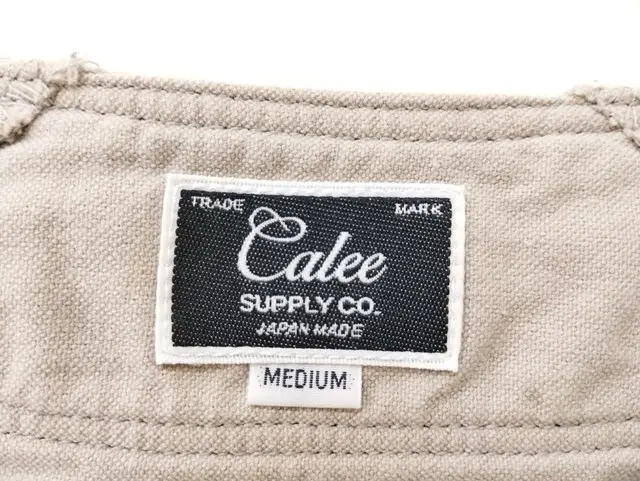 TRADE MARK
Calee
SUPPLY CO.
JAPAN MADE
MEDIUM